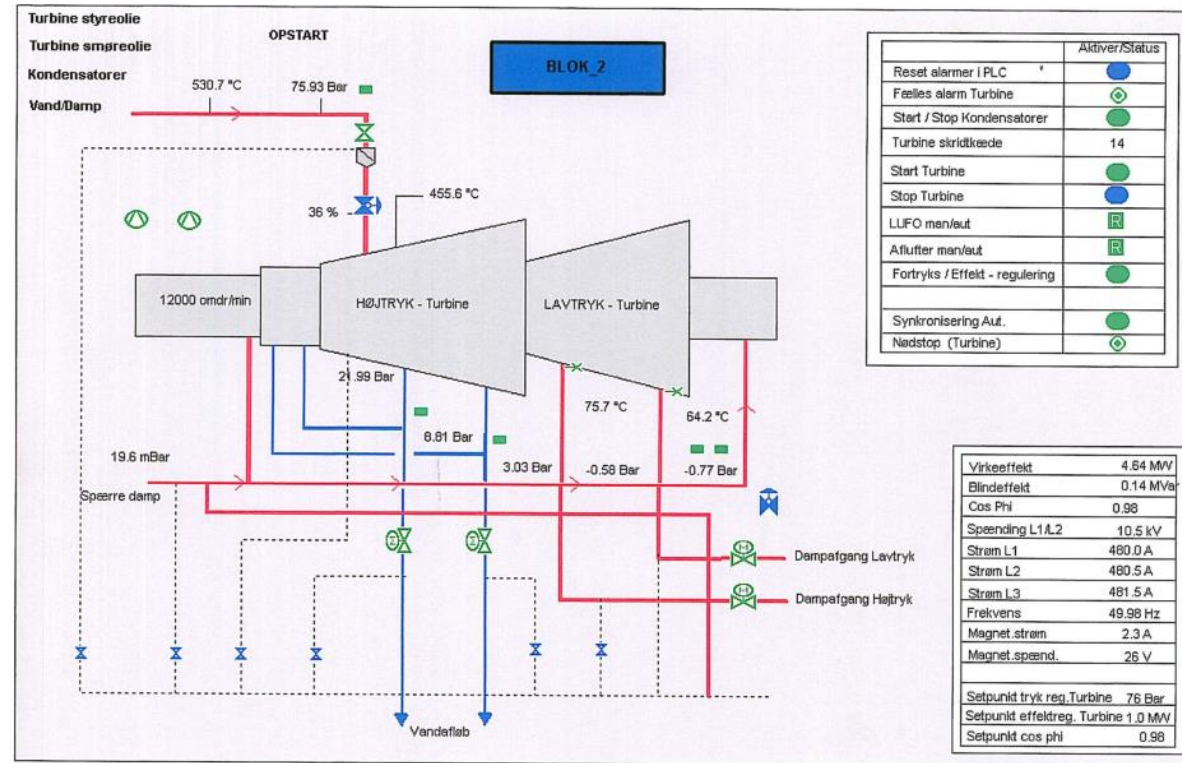 Turbine styreolie
Turbine smøreolie
Kondensatorer
Vand/Damp
OPSTART
BLOK_2
530.7 °C
75.93 Bar
36 %
455.6 °C
12000 omdr/min
HØJTRYK - Turbine
LAVTRYK - Turbine
21.99 Bar
75.7 °C
64.2 °C
8.81 Bar
3.03 Bar
-0.58 Bar
-0.77 Bar
19.6 mBar
Spærre damp
Dampafgang Lavtryk
Dampafgang Højtryk
Vandafløb
Aktiver/Status
Reset alarmer i PLC
Fælles alarm Turbine
Start / Stop Kondensatorer
Turbine skridtkæde 14
Start Turbine
Stop Turbine
LUFO man/aut R
Aflufter man/aut R
Fortryks / Effekt - regulering
Synkronisering Aut.
Nødstop (Turbine)
Virkeeffekt 4.64 MW
Blindeffekt 0.14 MVar
Cos Phi 0.98
Spænding L1/L2 10.5 kV
Strøm L1 480.0 A
Strøm L2 480.5 A
Strøm L3 481.5 A
Frekvens 49.98 Hz
Magnet.strøm 2.3 A
Magnet.spænd. 26 V
Setpunkt tryk reg.Turbine 76 Bar
Setpunkt effektreg. Turbine 1.0 MW
Setpunkt cos phi 0.98